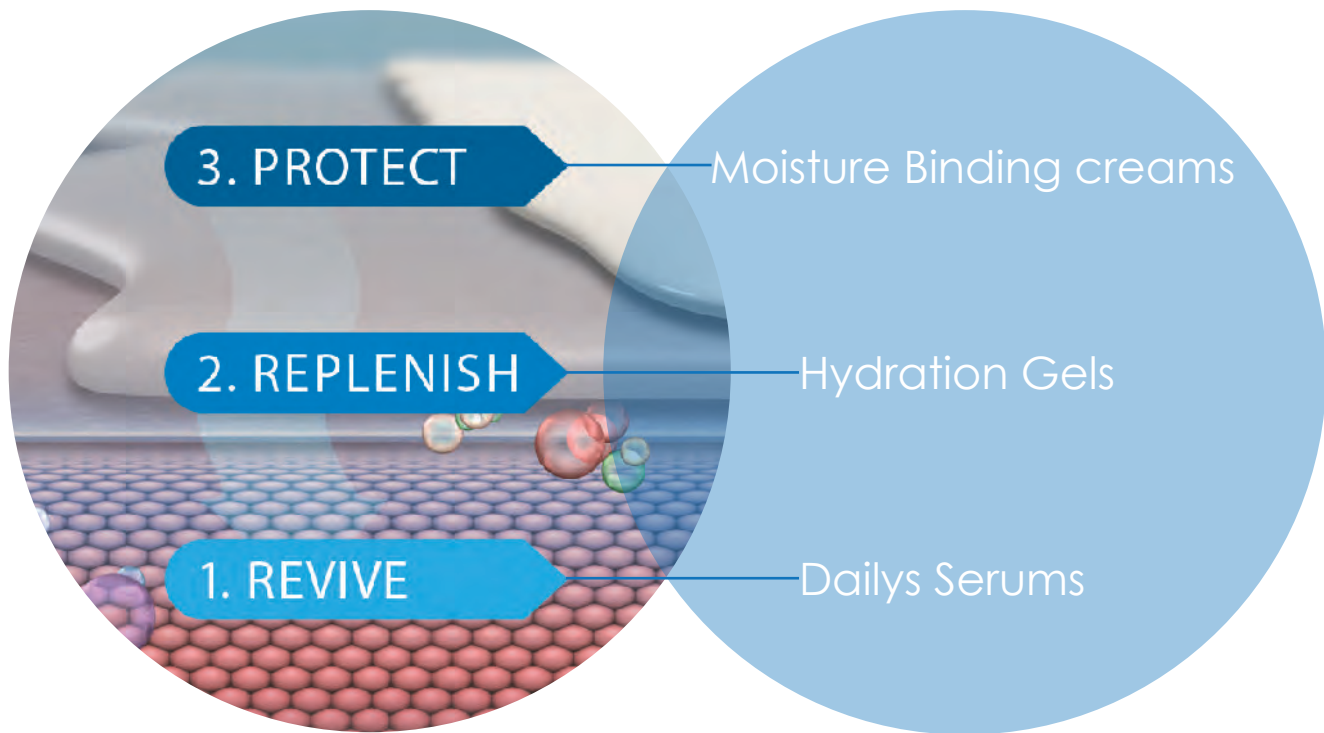 3. PROTECT
Moisture Binding creams
2. REPLENISH
Hydration Gels
1. REVIVE
Dailys Serums